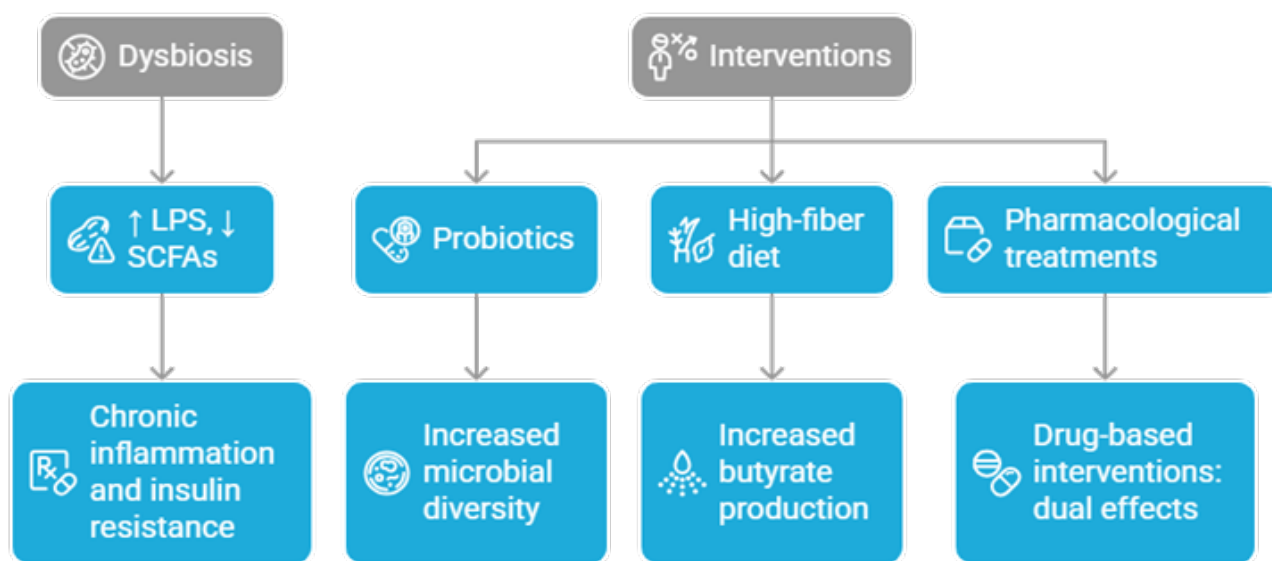 Dysbiosis
Interventions
↑ LPS, ↓
SCFAs
Probiotics
High-fiber
diet
Pharmacological
treatments
Chronic
inflammation
and insulin
resistance
Increased
microbial
diversity
Increased
butyrate
production
Drug-based
interventions:
dual effects